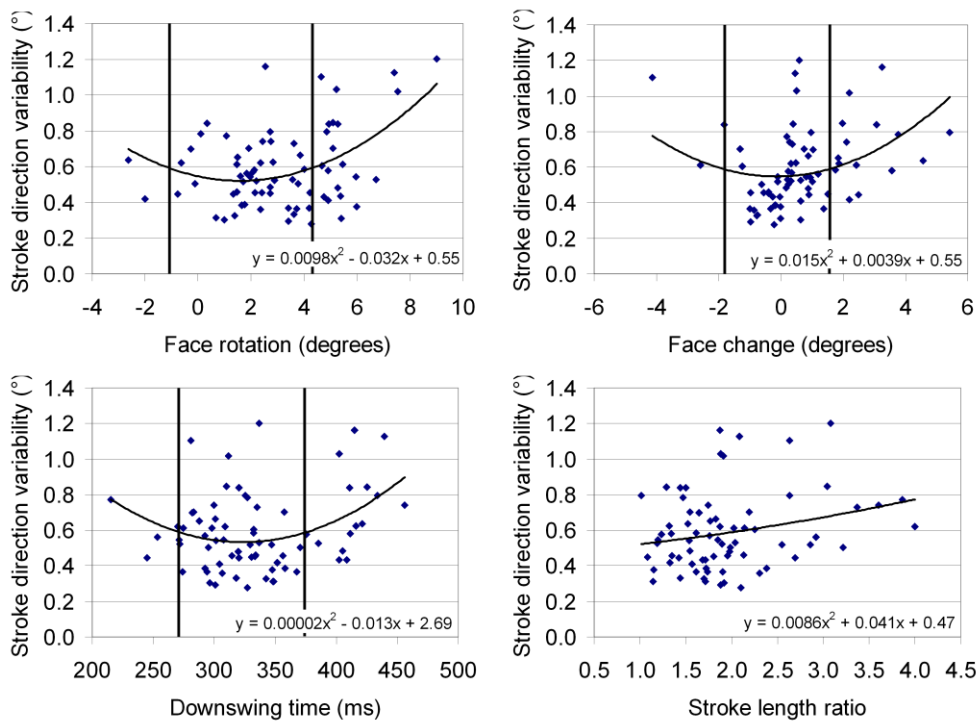 Stroke direction variability (°)
1.4
1.2
1.0
0.8
0.6
0.4
0.2
0.0
y = 0.0098x² - 0.032x + 0.55
-4 -2 0 2 4 6 8 10
Face rotation (degrees)
Stroke direction variability (°)
1.4
1.2
1.0
0.8
0.6
0.4
0.2
0.0
y = 0.015x² + 0.0039x + 0.55
-6 -4 -2 0 2 4 6
Face change (degrees)
Stroke direction variability (°)
1.4
1.2
1.0
0.8
0.6
0.4
0.2
0.0
y = 0.00002x² - 0.013x + 2.69
200 250 300 350 400 450 500
Downswing time (ms)
Stroke direction variability (°)
1.4
1.2
1.0
0.8
0.6
0.4
0.2
0.0
y = 0.0086x² + 0.041x + 0.47
0.5 1.0 1.5 2.0 2.5 3.0 3.5 4.0 4.5
Stroke length ratio